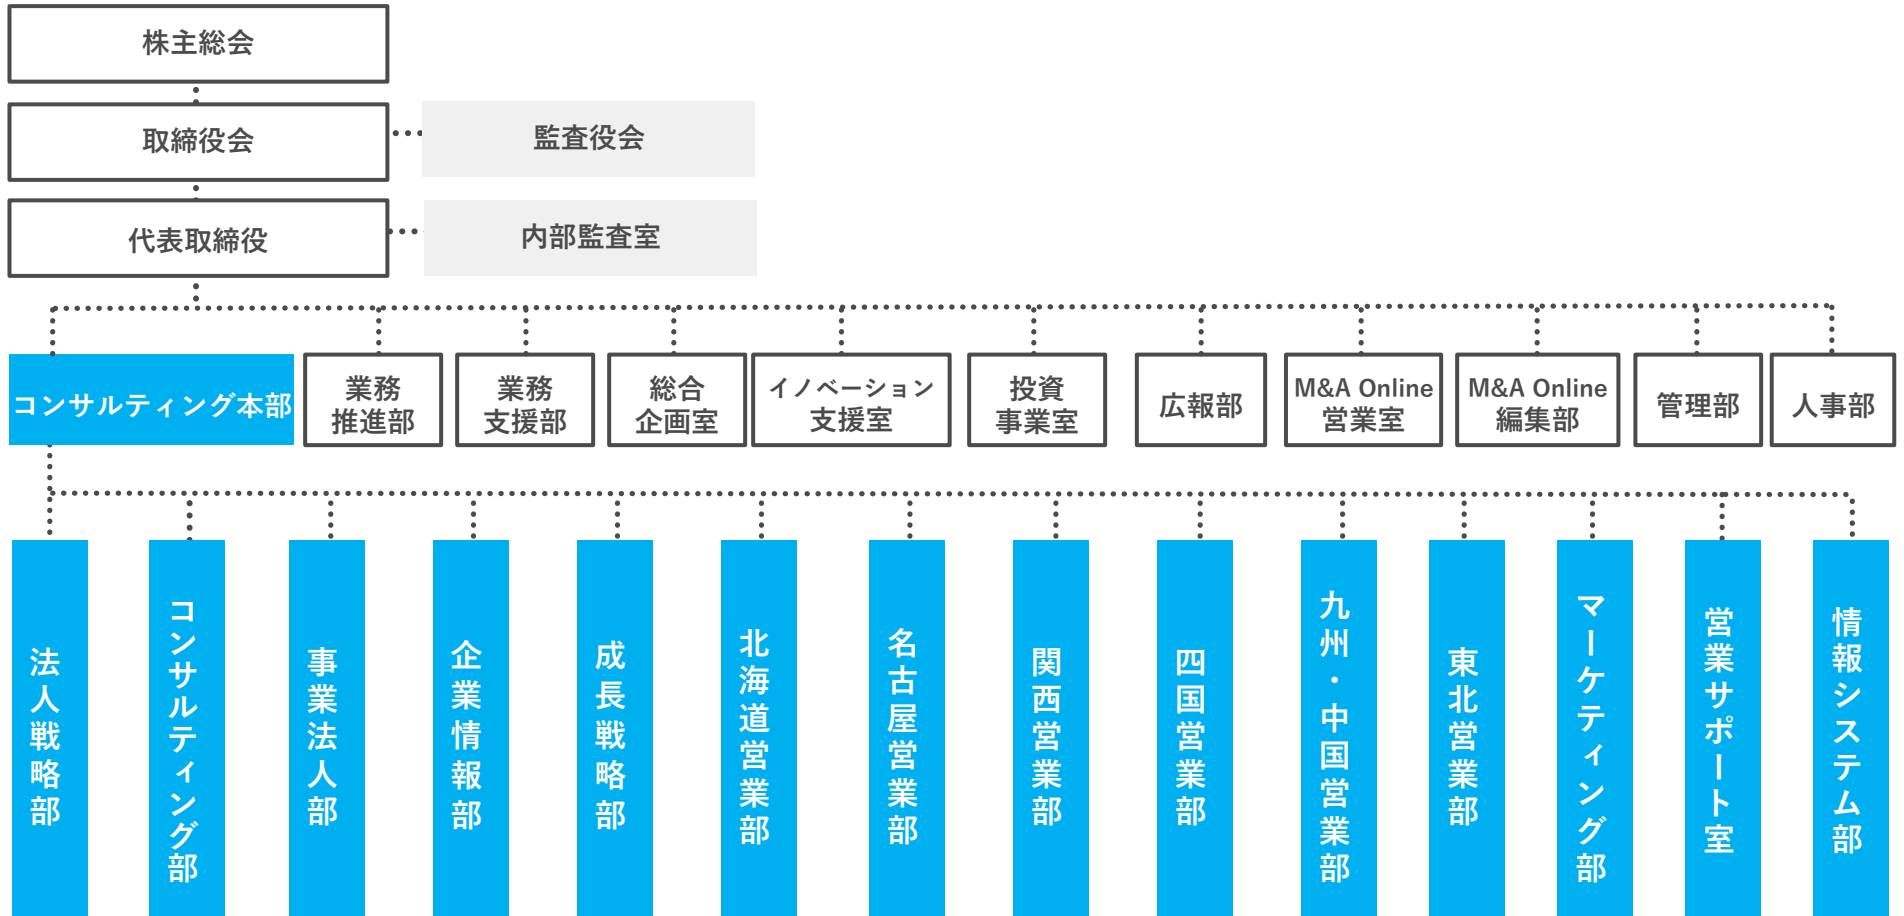 株主総会
取締役会
監査役会
代表取締役
内部監査室
コンサルティング本部
業務
推進部
業務
支援部
総合
企画室
イノベーション
支援室
投資
事業室
広報部
M&A Online
営業室
M&A Online
編集部
管理部
人事部
法人戦略部
コンサルティング部
事業法人部
企業情報部
成長戦略部
北海道営業部
名古屋営業部
関西営業部
四国営業部
九州・中国営業部
東北営業部
マーケティング部
営業サポート室
情報システム部